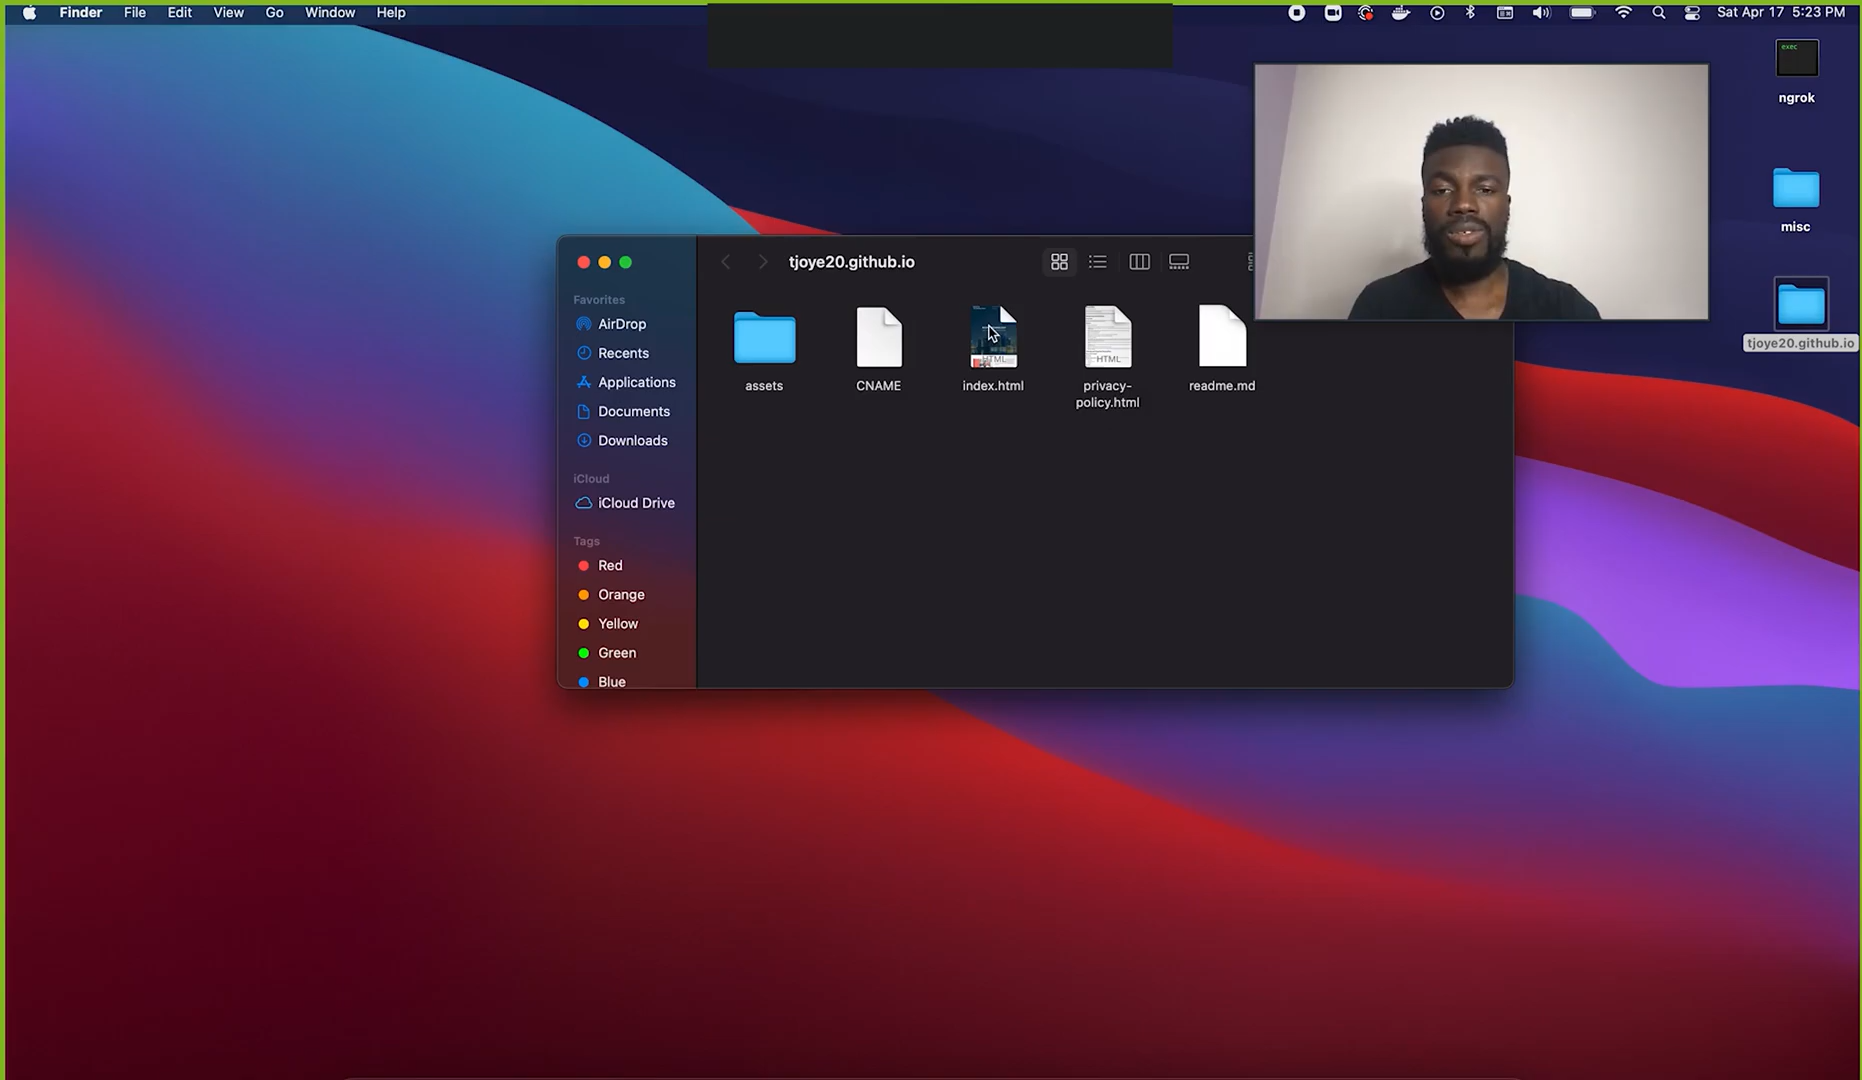 Finder File Edit View Go Window Help
Sat Apr 17 5:23 PM
exec
ngrok
misc
tjoye20.github.io
tjoye20.github.io
Favorites
AirDrop
Recents
Applications
Documents
Downloads
iCloud
iCloud Drive
Tags
Red
Orange
Yellow
Green
Blue
assets
CNAME
HTML
index.html
HTML
privacy-
policy.html
readme.md